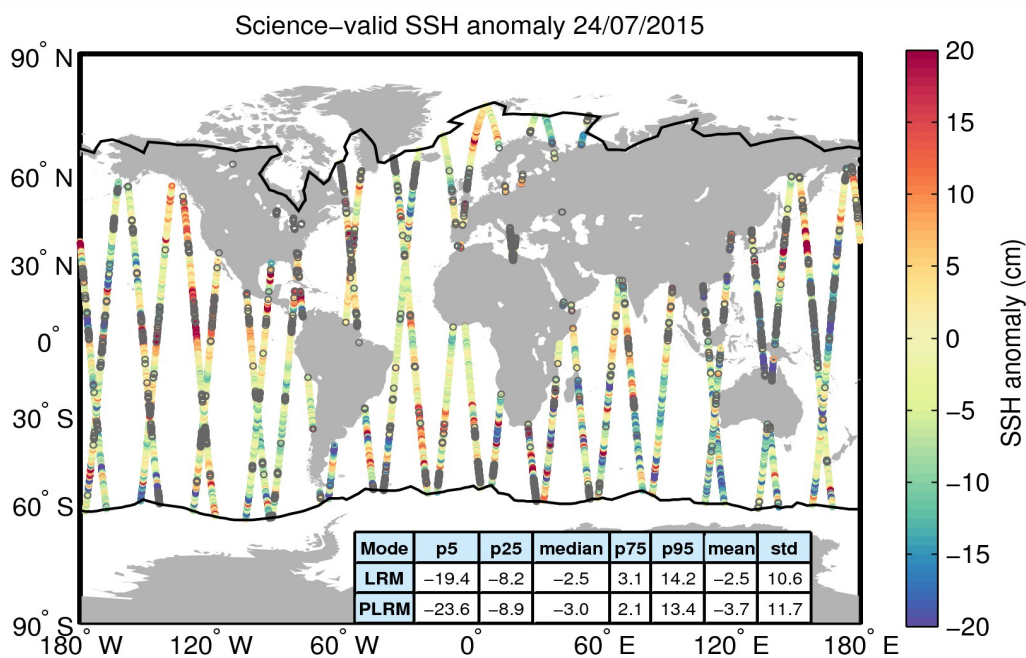 Science−valid SSH anomaly 24/07/2015
90° N
60° N
30° N
0°
30° S
60° S
90° S
180° W
120° W
60° W
0°
60° E
120° E
180° E
20
15
10
5
0
−5
−10
−15
−20
SSH anomaly (cm)
Mode p5 p25 median p75 p95 mean std
LRM −19.4 −8.2 −2.5 3.1 14.2 −2.5 10.6
PLRM −23.6 −8.9 −3.0 2.1 13.4 −3.7 11.7